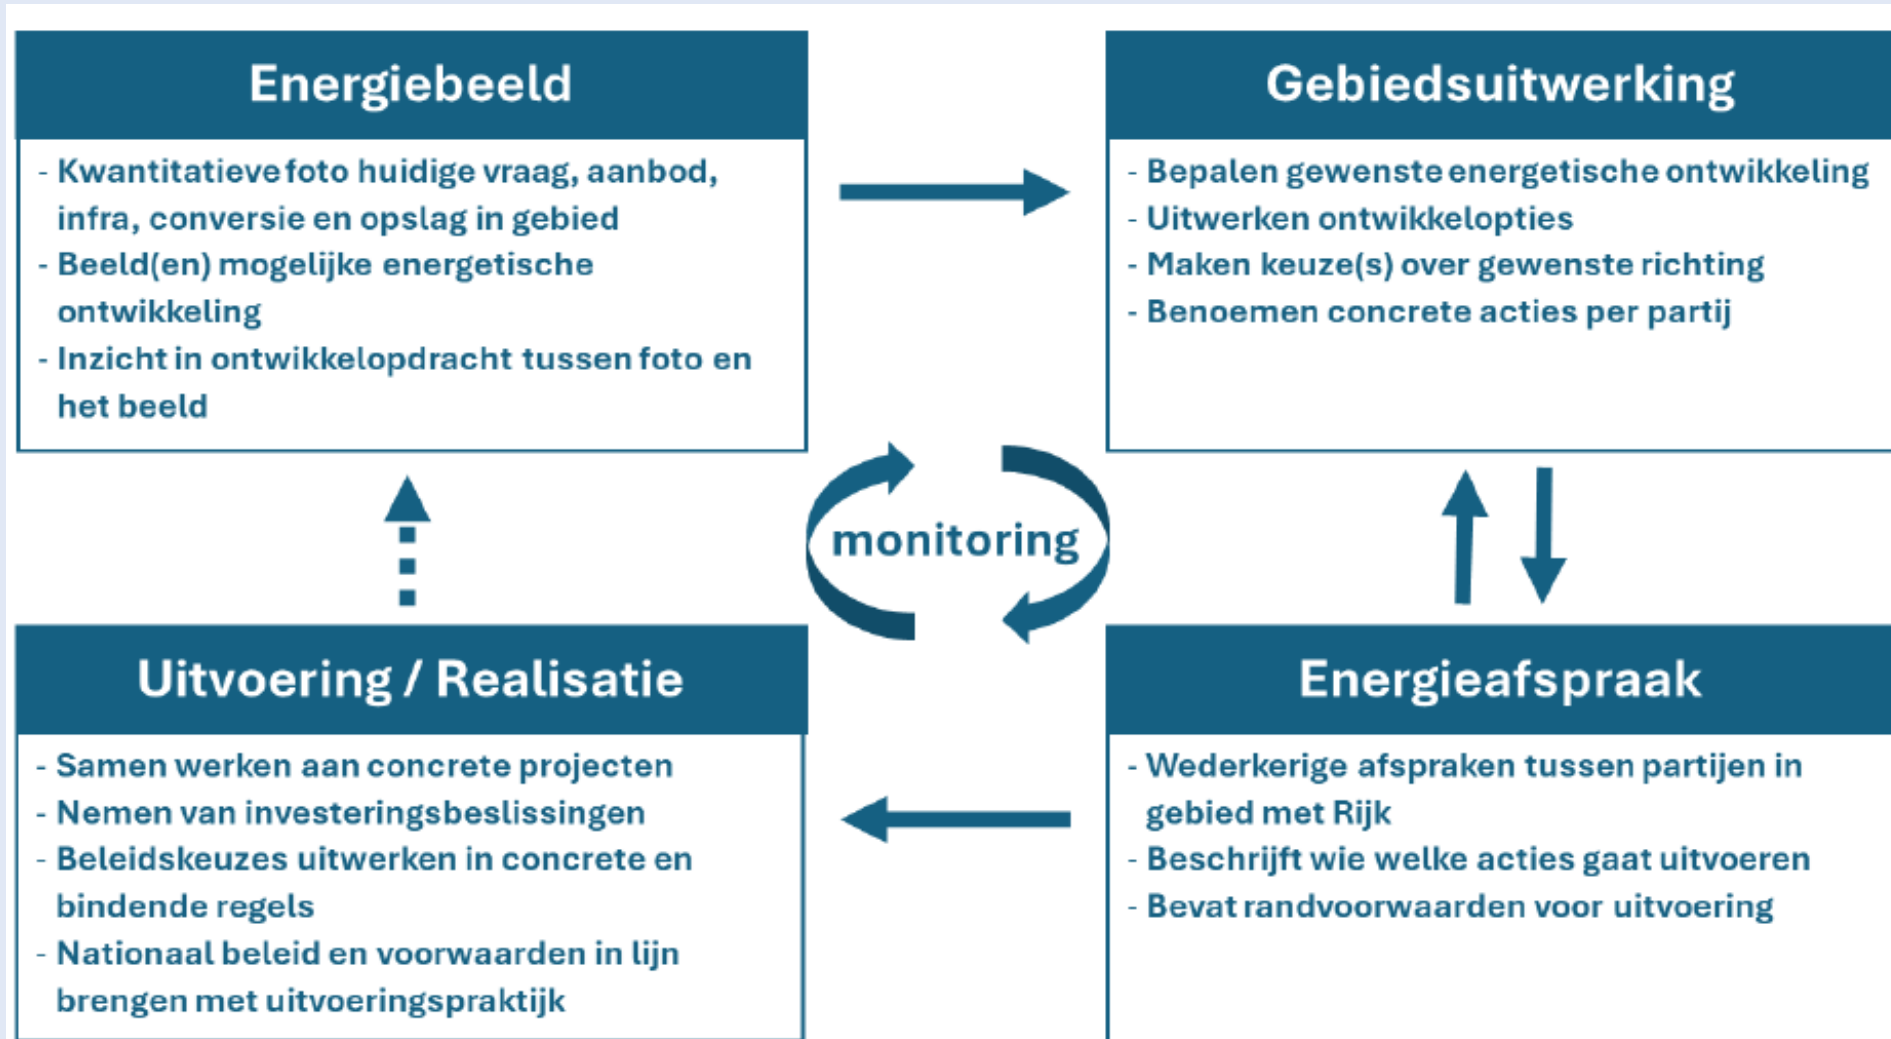 Energiebeeld
- Kwantitatieve foto huidige vraag, aanbod,
infra, conversie en opslag in gebied
- Beeld(en) mogelijke energetische
ontwikkeling
- Inzicht in ontwikkelopdracht tussen foto en
het beeld
Gebiedsuitwerking
- Bepalen gewenste energetische ontwikkeling
- Uitwerken ontwikkelopties
- Maken keuze(s) over gewenste richting
- Benoemen concrete acties per partij
monitoring
Uitvoering / Realisatie
- Samen werken aan concrete projecten
- Nemen van investeringsbeslissingen
- Beleidskeuzes uitwerken in concrete en
bindende regels
- Nationaal beleid en voorwaarden in lijn
brengen met uitvoeringspraktijk
Energieafspraak
- Wederkerige afspraken tussen partijen in
gebied met Rijk
- Beschrijft wie welke acties gaat uitvoeren
- Bevat randvoorwaarden voor uitvoering